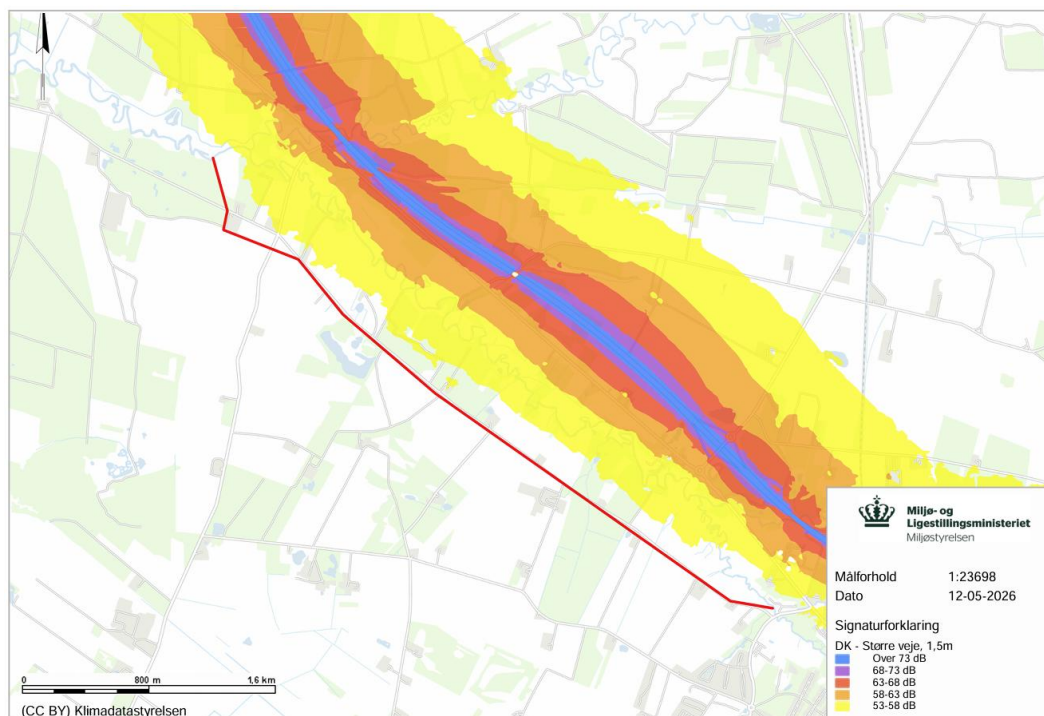 Miljø- og
Ligestillingsministeriet
Miljøstyrelsen
Målforhold 1:23698
Dato 12-05-2026
Signaturforklaring
DK - Større veje, 1,5m
Over 73 dB
68-73 dB
63-68 dB
58-63 dB
53-58 dB
0 800 m 1,6 km
(CC BY) Klimadatastyrelsen